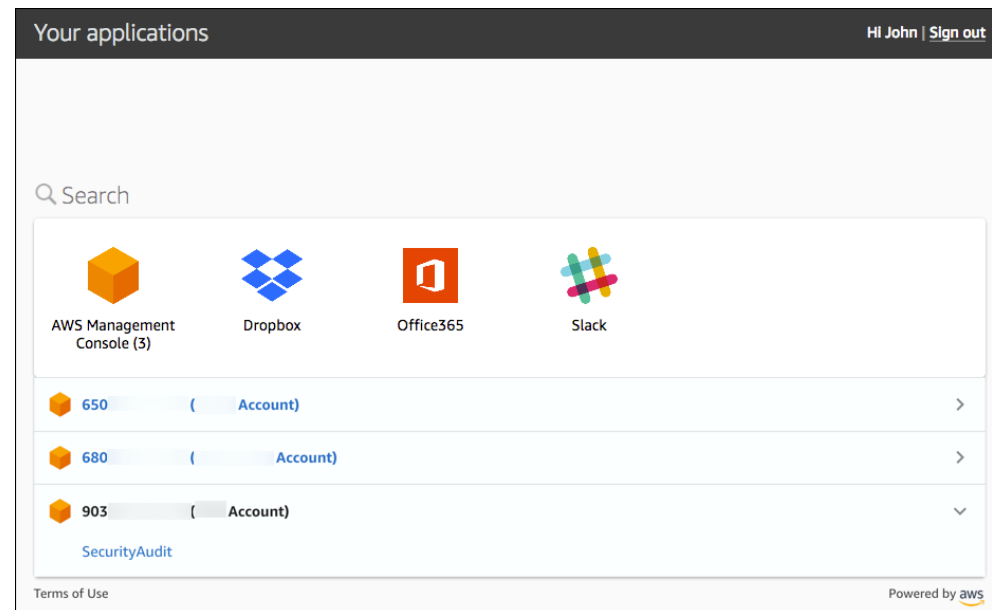 Your applications
Hi John | Sign out
Search
AWS Management
Console (3)
Dropbox
Office365
Slack
650 ( Account)
680 ( Account)
903 ( Account)
SecurityAudit
Terms of Use
Powered by aws